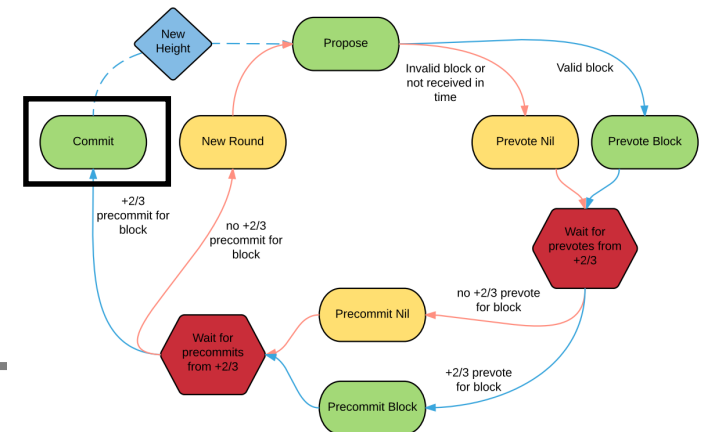 New
Height
Propose
Invalid block or
not received in
time
Valid block
Commit
New Round
Prevote Nil
Prevote Block
+2/3
precommit for
block
no +2/3
precommit for
block
Wait for
prevotes from
+2/3
no +2/3 prevote
for block
Precommit Nil
Wait for
precommits
from +2/3
+2/3 prevote
for block
Precommit Block